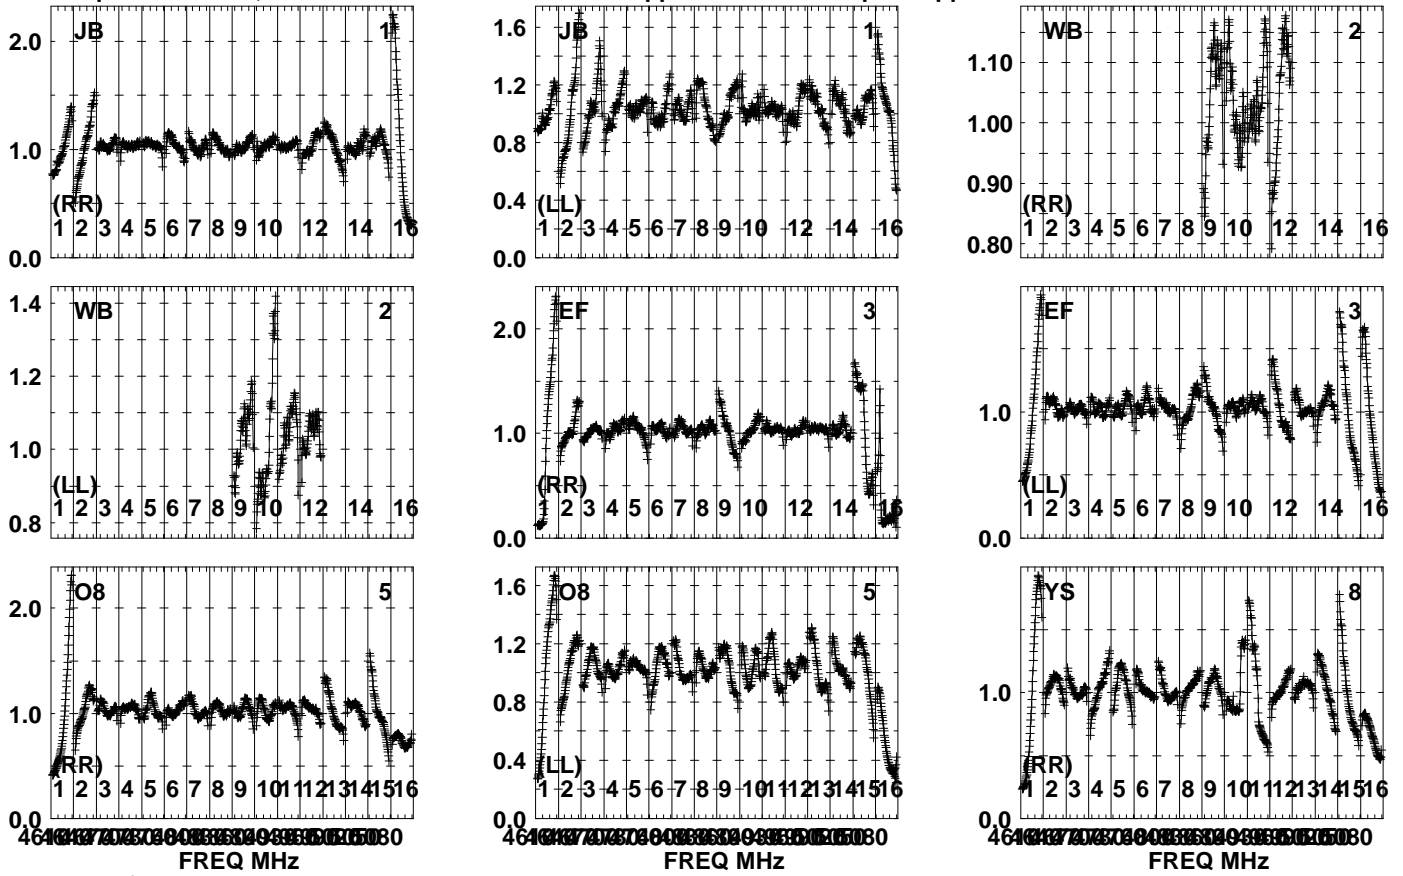 2.0 JB 1
1.0
(RR)
1 2 3 4 5 6 7 8 9 10 12 14 16
0.0
1.6 JB 1
1.2
0.8
0.4 (LL)
1 2 3 4 5 6 7 8 9 10 12 14 16
0.0
WB 2
1.10
1.00
0.90
(RR)
1 2 3 4 5 6 7 8 9 10 12 14 16
0.80
1.4 WB 2
1.2
1.0
(LL)
1 2 3 4 5 6 7 8 9 10 12 14 16
0.8
EF 3
2.0
1.0
(RR)
1 2 3 4 5 6 7 8 9 10 12 14 16
0.0
EF 3
1.0
(LL)
1 2 3 4 5 6 7 8 9 10 12 14 16
0.0
O8 5
2.0
1.0
(RR)
1 2 3 4 5 6 7 8 9 10 11 12 13 14 16
0.0
FREQ MHz
1.6 O8 5
1.2
0.8
0.4 (LL)
1 2 3 4 5 6 7 8 9 10 11 12 13 14 15 16
0.0
YS 8
1.0
(RR)
1 2 3 4 5 6 7 8 9 10 11 12 13 14 15 16
0.0
FREQ MHz